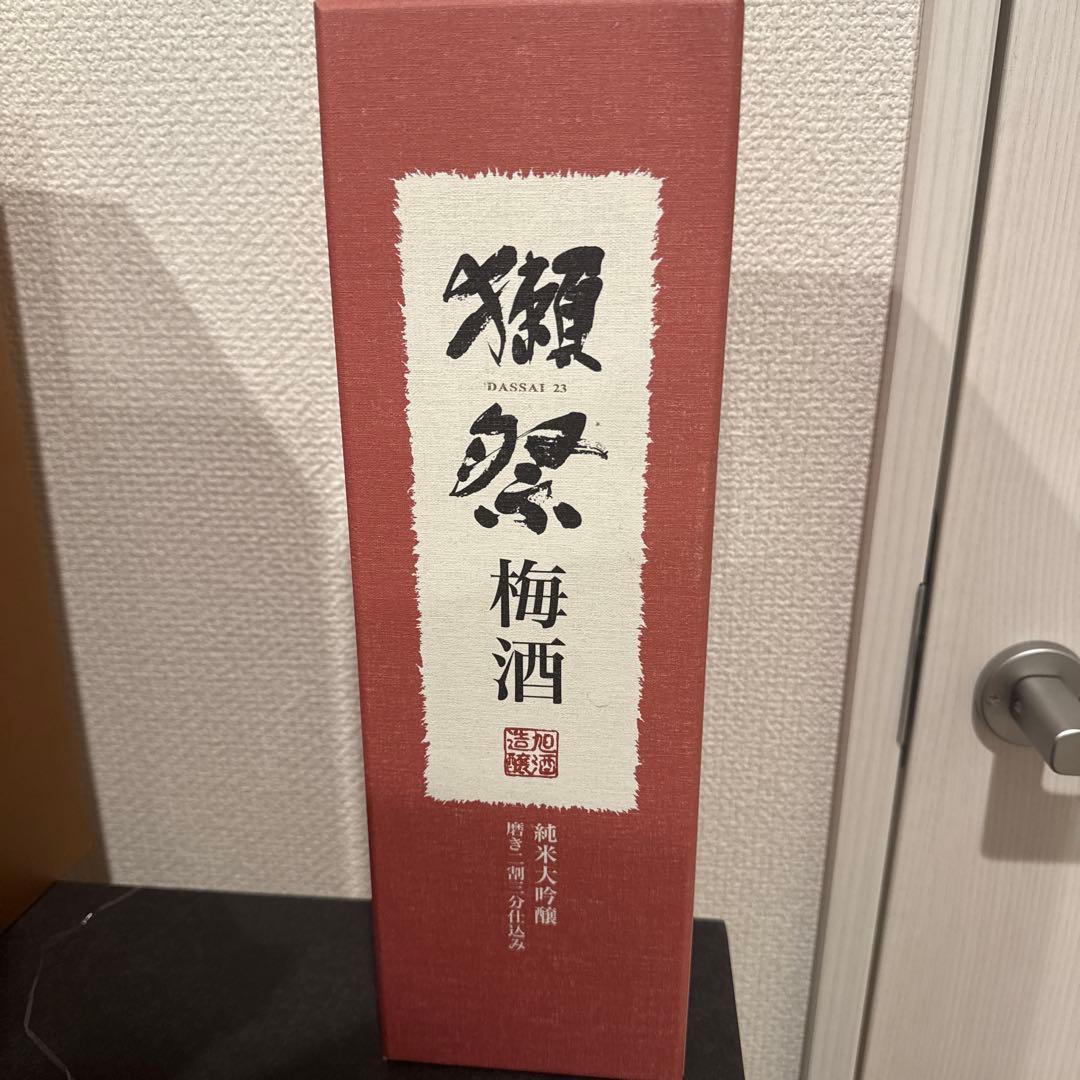 獺祭
DASSAI 23
梅酒
旭酒造醸
純米大吟醸
磨き二割三分仕込み